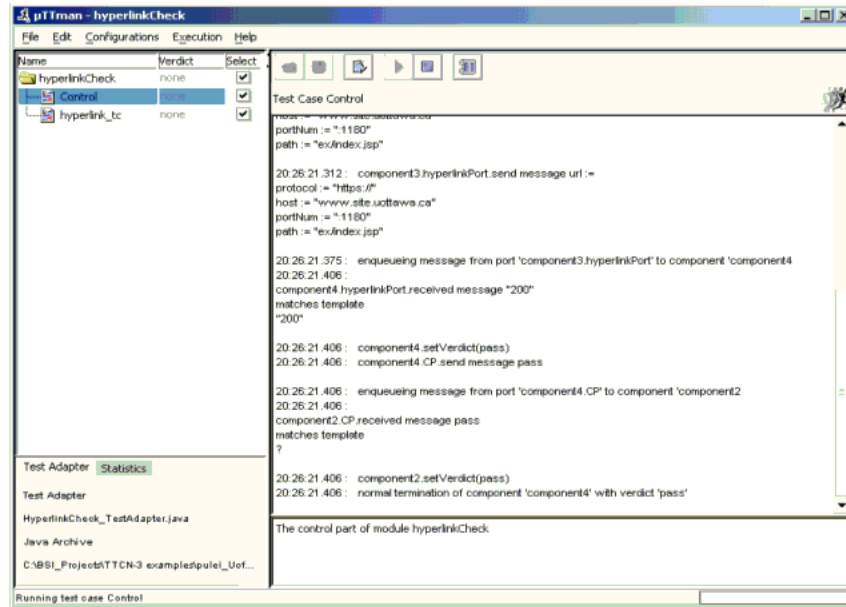 µTTman - hyperlinkCheck
File Edit Configurations Execution Help
Name Verdict Select
hyperlinkCheck none
Control none
hyperlink_tc none
Test Case Control
host := "www.site.uottawa.ca"
portNum := ":1180"
path := "ex/index.jsp"
20:26:21.312 : component3.hyperlinkPort.send message url :=
protocol := "https://"
host := "www.site.uottawa.ca"
portNum := ":1180"
path := "ex/index.jsp"
20:26:21.375 : enqueueing message from port 'component3.hyperlinkPort' to component 'component4
20:26:21.406 :
component4.hyperlinkPort.received message "200"
matches template
"200"
20:26:21.406 : component4.setVerdict(pass)
20:26:21.406 : component4.CP.send message pass
20:26:21.406 : enqueueing message from port 'component4.CP' to component 'component2
20:26:21.406 :
component2.CP.received message pass
matches template
?
20:26:21.406 : component2.setVerdict(pass)
20:26:21.406 : normal termination of component 'component4' with verdict 'pass'
Test Adapter Statistics
Test Adapter
HyperlinkCheck_TestAdapter.java
Java Archive
C:\BSI_Projects\TTCN-3 examples\pulei_Uof...
The control part of module hyperlinkCheck
Running test case Control